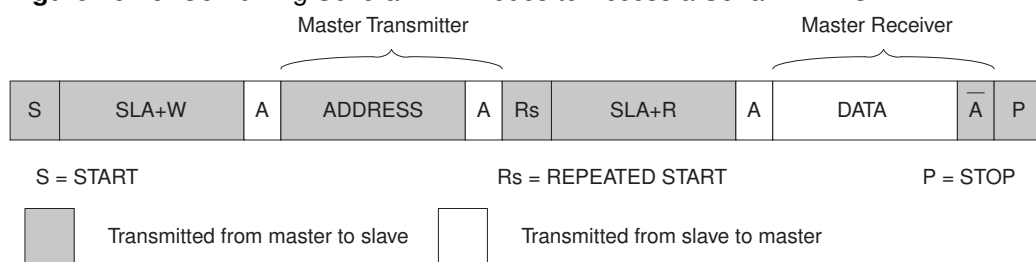 Master Transmitter Master Receiver
S SLA+W A ADDRESS A Rs SLA+R A DATA A̅ P
S = START Rs = REPEATED START P = STOP
Transmitted from master to slave Transmitted from slave to master